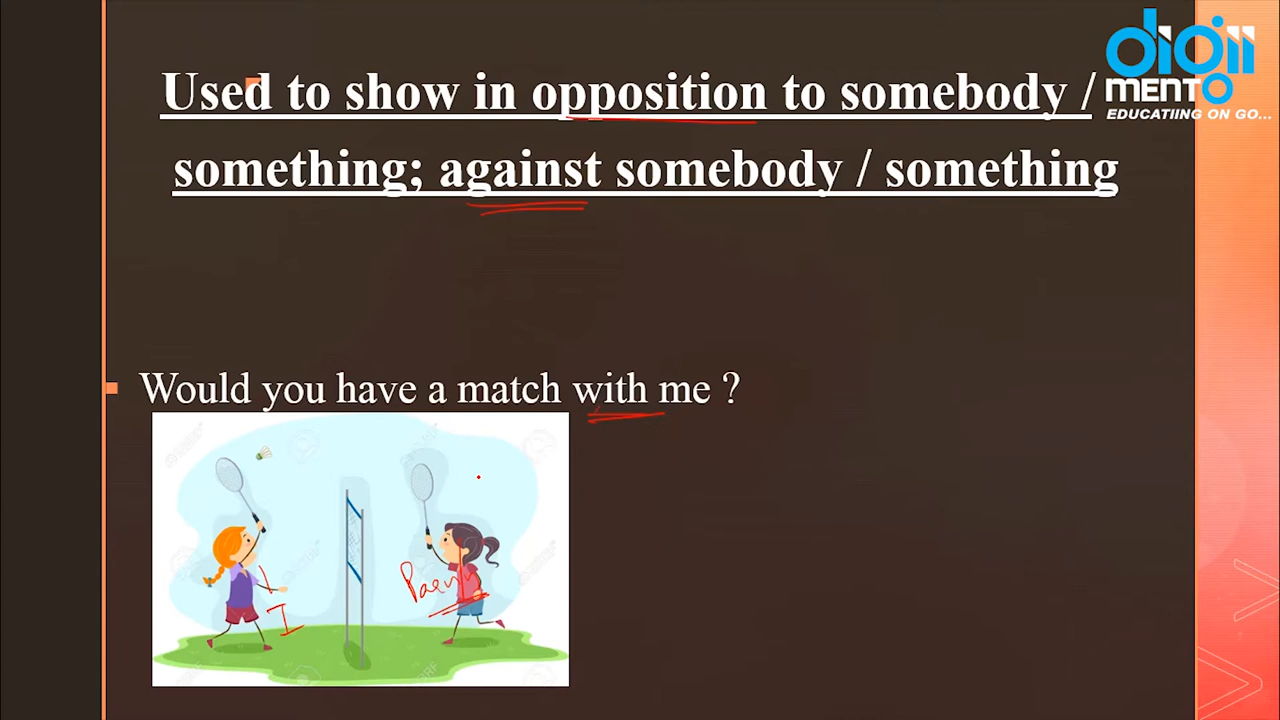 Used to show in opposition to somebody /
something; against somebody / something
digii
MENTO
EDUCATIING ON GO...
Would you have a match with me ?
I